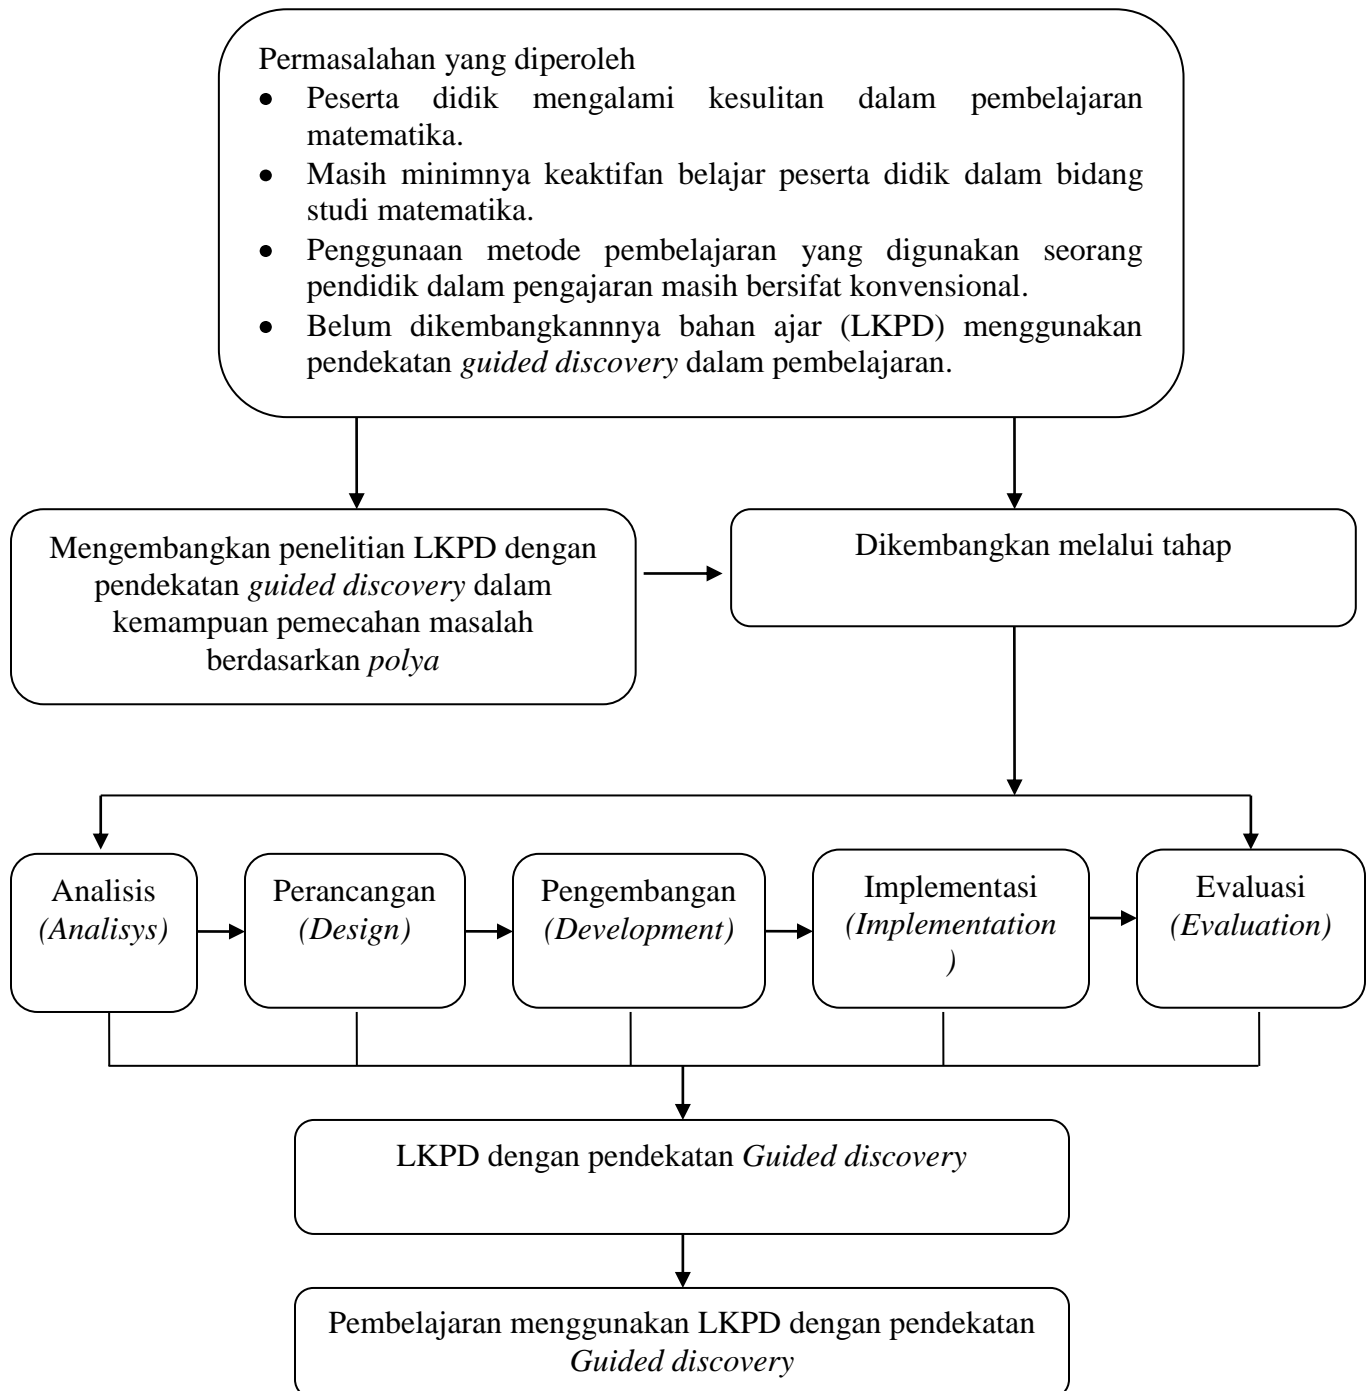 Permasalahan yang diperoleh
• Peserta didik mengalami kesulitan dalam pembelajaran
matematika.
• Masih minimnya keaktifan belajar peserta didik dalam bidang
studi matematika.
• Penggunaan metode pembelajaran yang digunakan seorang
pendidik dalam pengajaran masih bersifat konvensional.
• Belum dikembangkannnya bahan ajar (LKPD) menggunakan
pendekatan guided discovery dalam pembelajaran.
Mengembangkan penelitian LKPD dengan
pendekatan guided discovery dalam
kemampuan pemecahan masalah
berdasarkan polya
Dikembangkan melalui tahap
Analisis
(Analisys)
Perancangan
(Design)
Pengembangan
(Development)
Implementasi
(Implementation
)
Evaluasi
(Evaluation)
LKPD dengan pendekatan Guided discovery
Pembelajaran menggunakan LKPD dengan pendekatan
Guided discovery